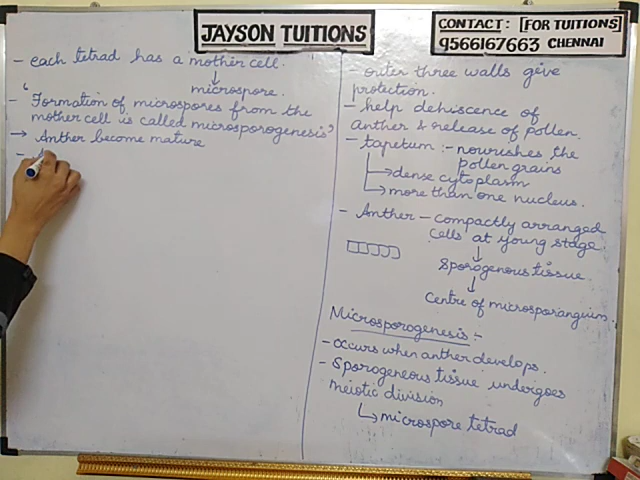 JAYSON TUITIONS
CONTACT: [FOR TUITIONS]
9566167663 CHENNAI
- each tetrad has a mother cell.
↓
microspore.
- "Formation of microspores from the
mother cell is called microsporogenesis"
→ Anther become mature
-
- outer three walls give
protection.
- help dehiscence of
anther & release of pollen.
- tapetum: - nourishes the
pollen grains
→ dense cytoplasm
→ more than one nucleus.
- Anther - compactly arranged
cells at young stage.
↓
Sporogenous tissue
↓
Centre of microsporangium.
Microsporogenesis :-
- occurs when anther develops.
- Sporogeneous tissue undergoes
meiotic division
↳ microspore tetrad